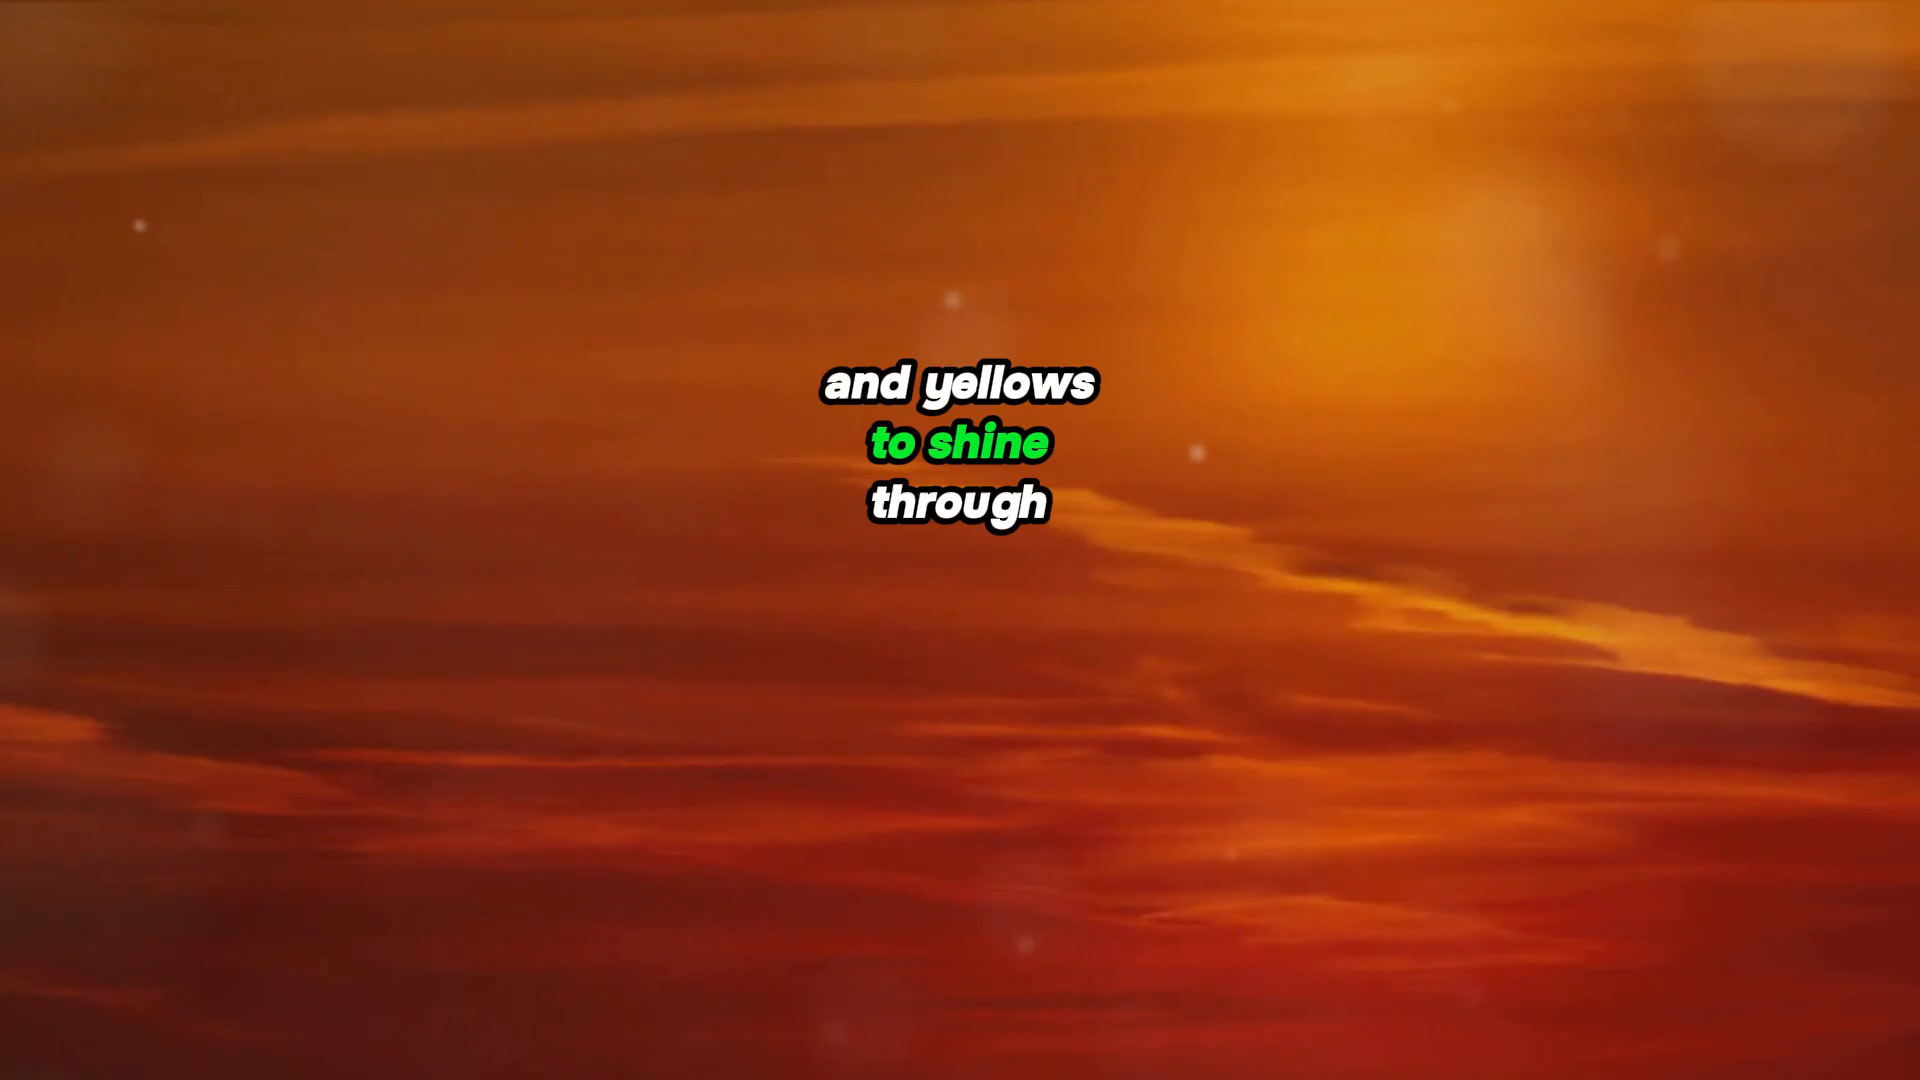 and yellows
to shine
through